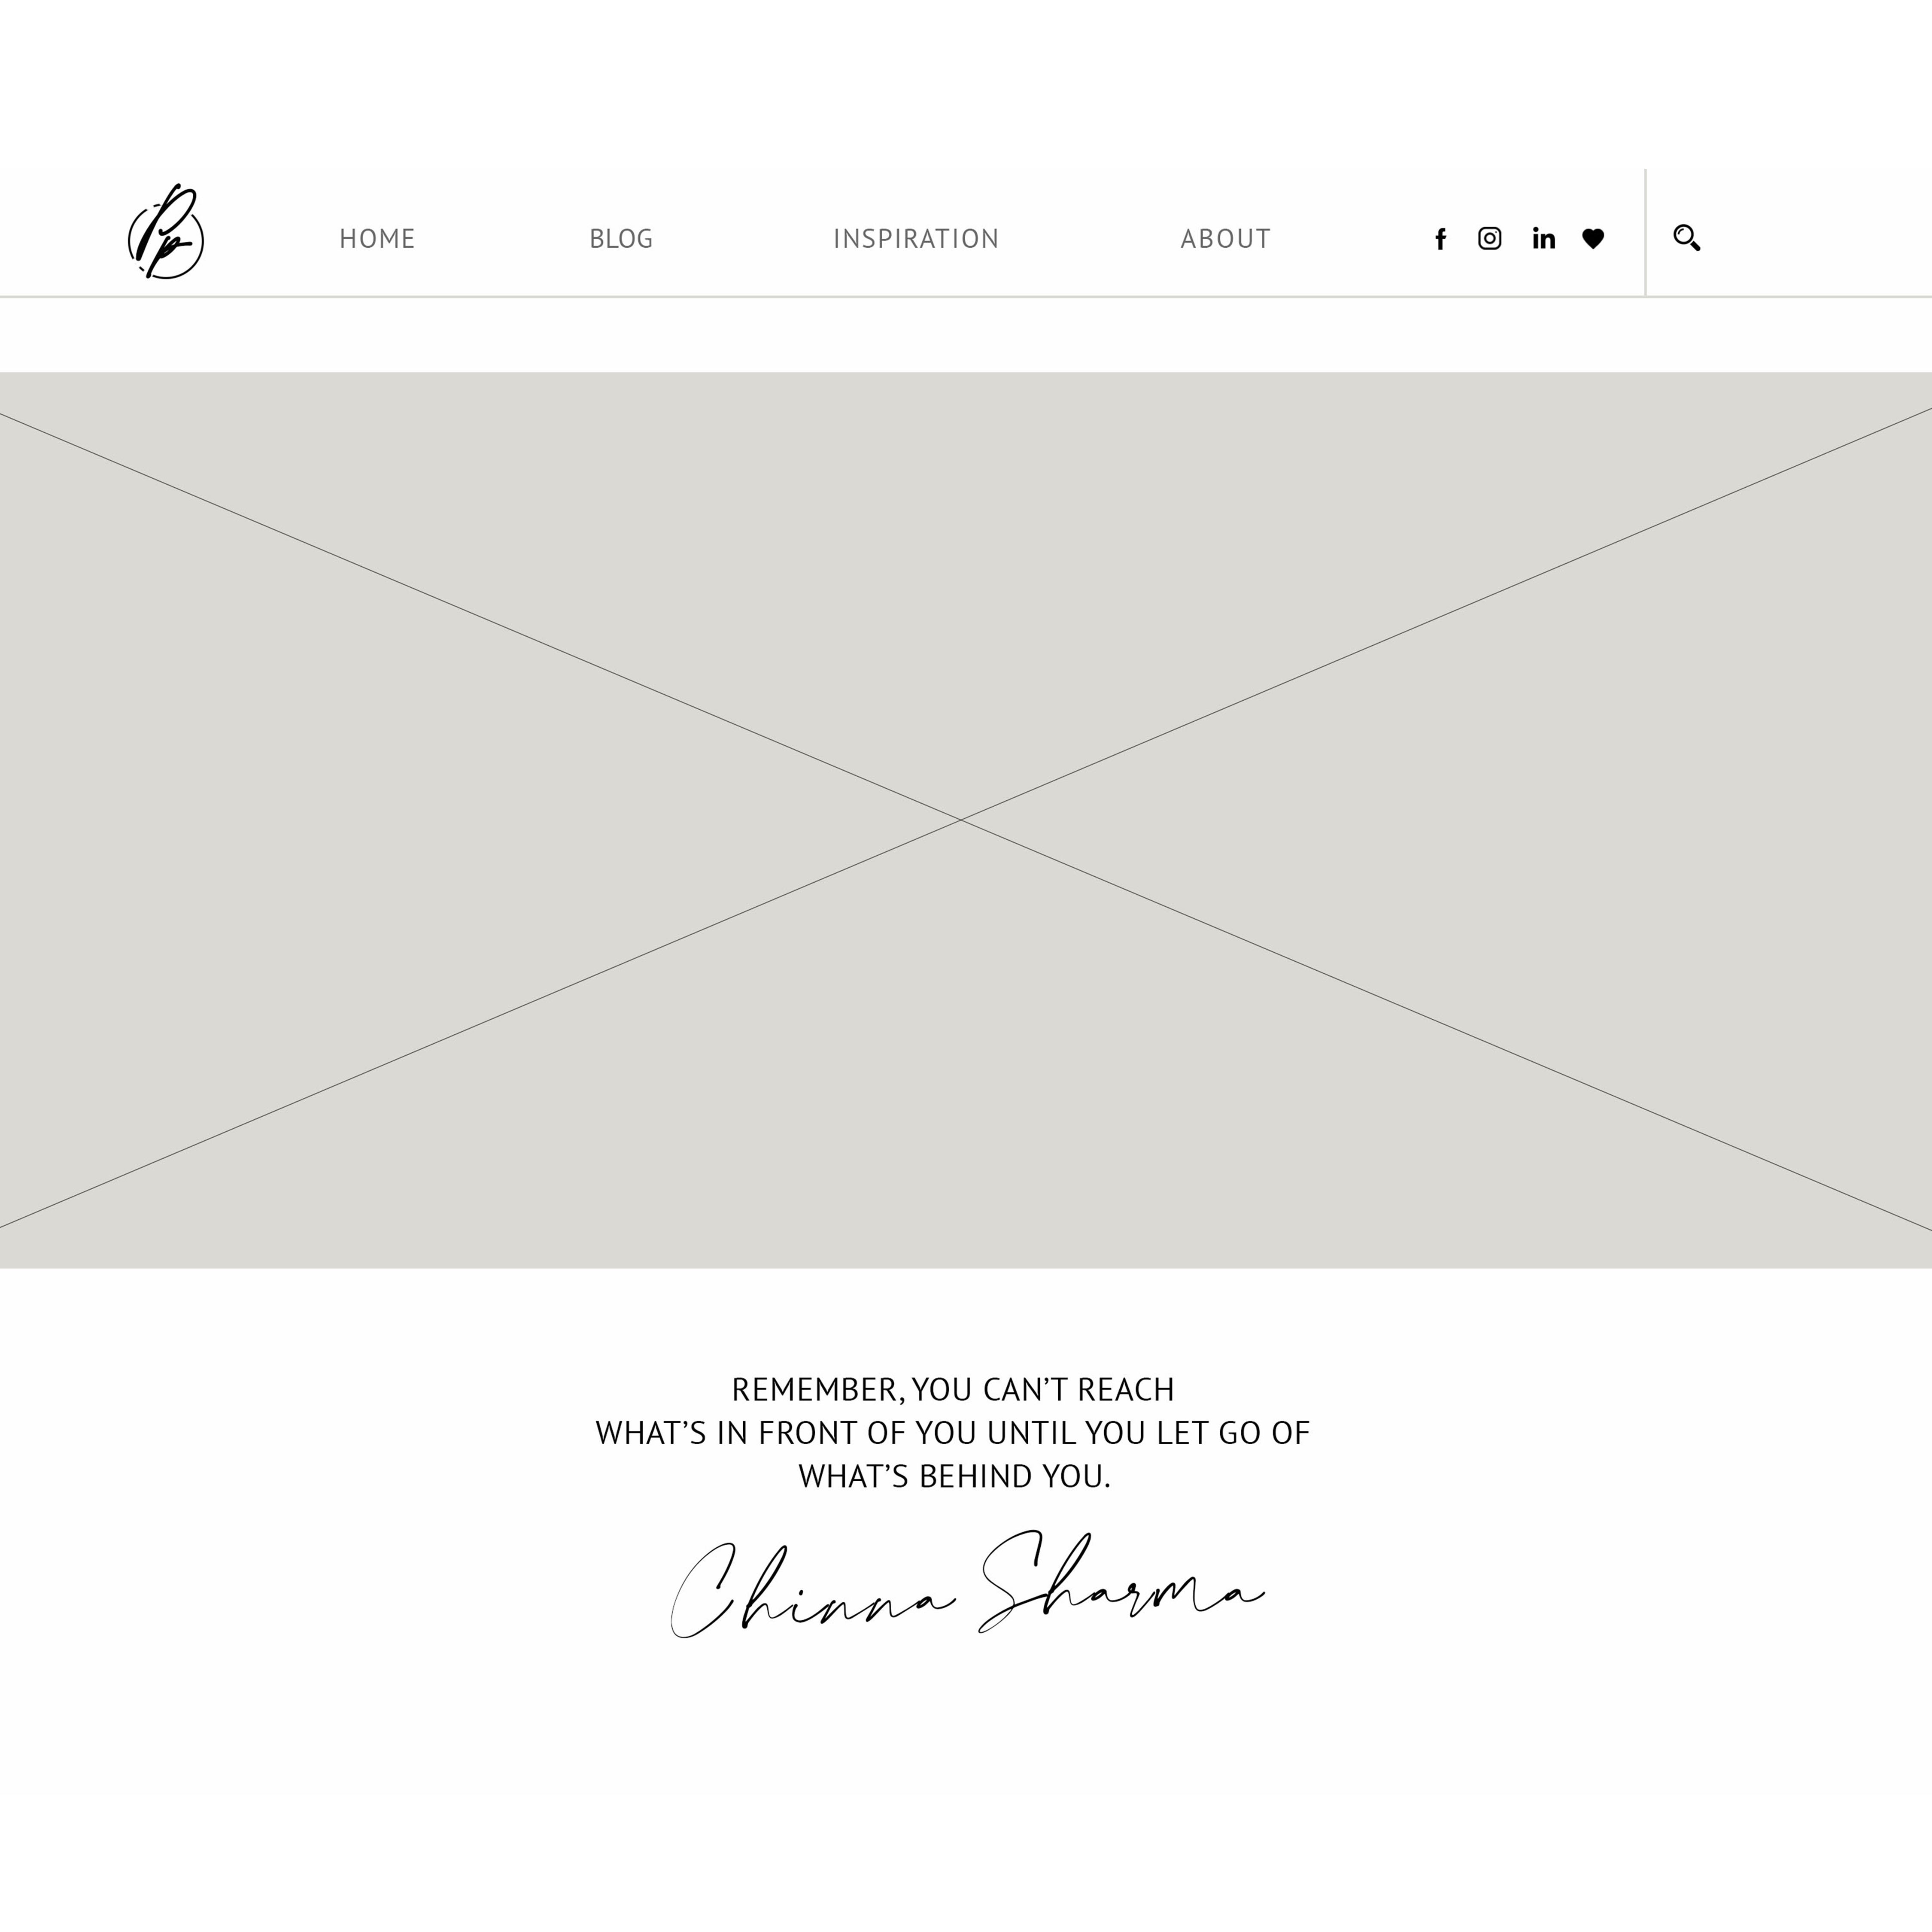 HOME BLOG INSPIRATION ABOUT
REMEMBER, YOU CAN’T REACH
WHAT’S IN FRONT OF YOU UNTIL YOU LET GO OF
WHAT’S BEHIND YOU.
Chinna Sharma